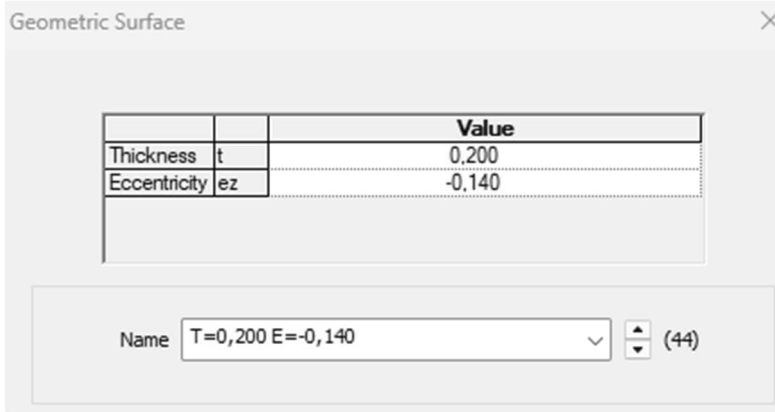 Geometric Surface
Value
Thickness t 0,200
Eccentricity ez -0,140
Name T=0,200 E=-0,140 (44)